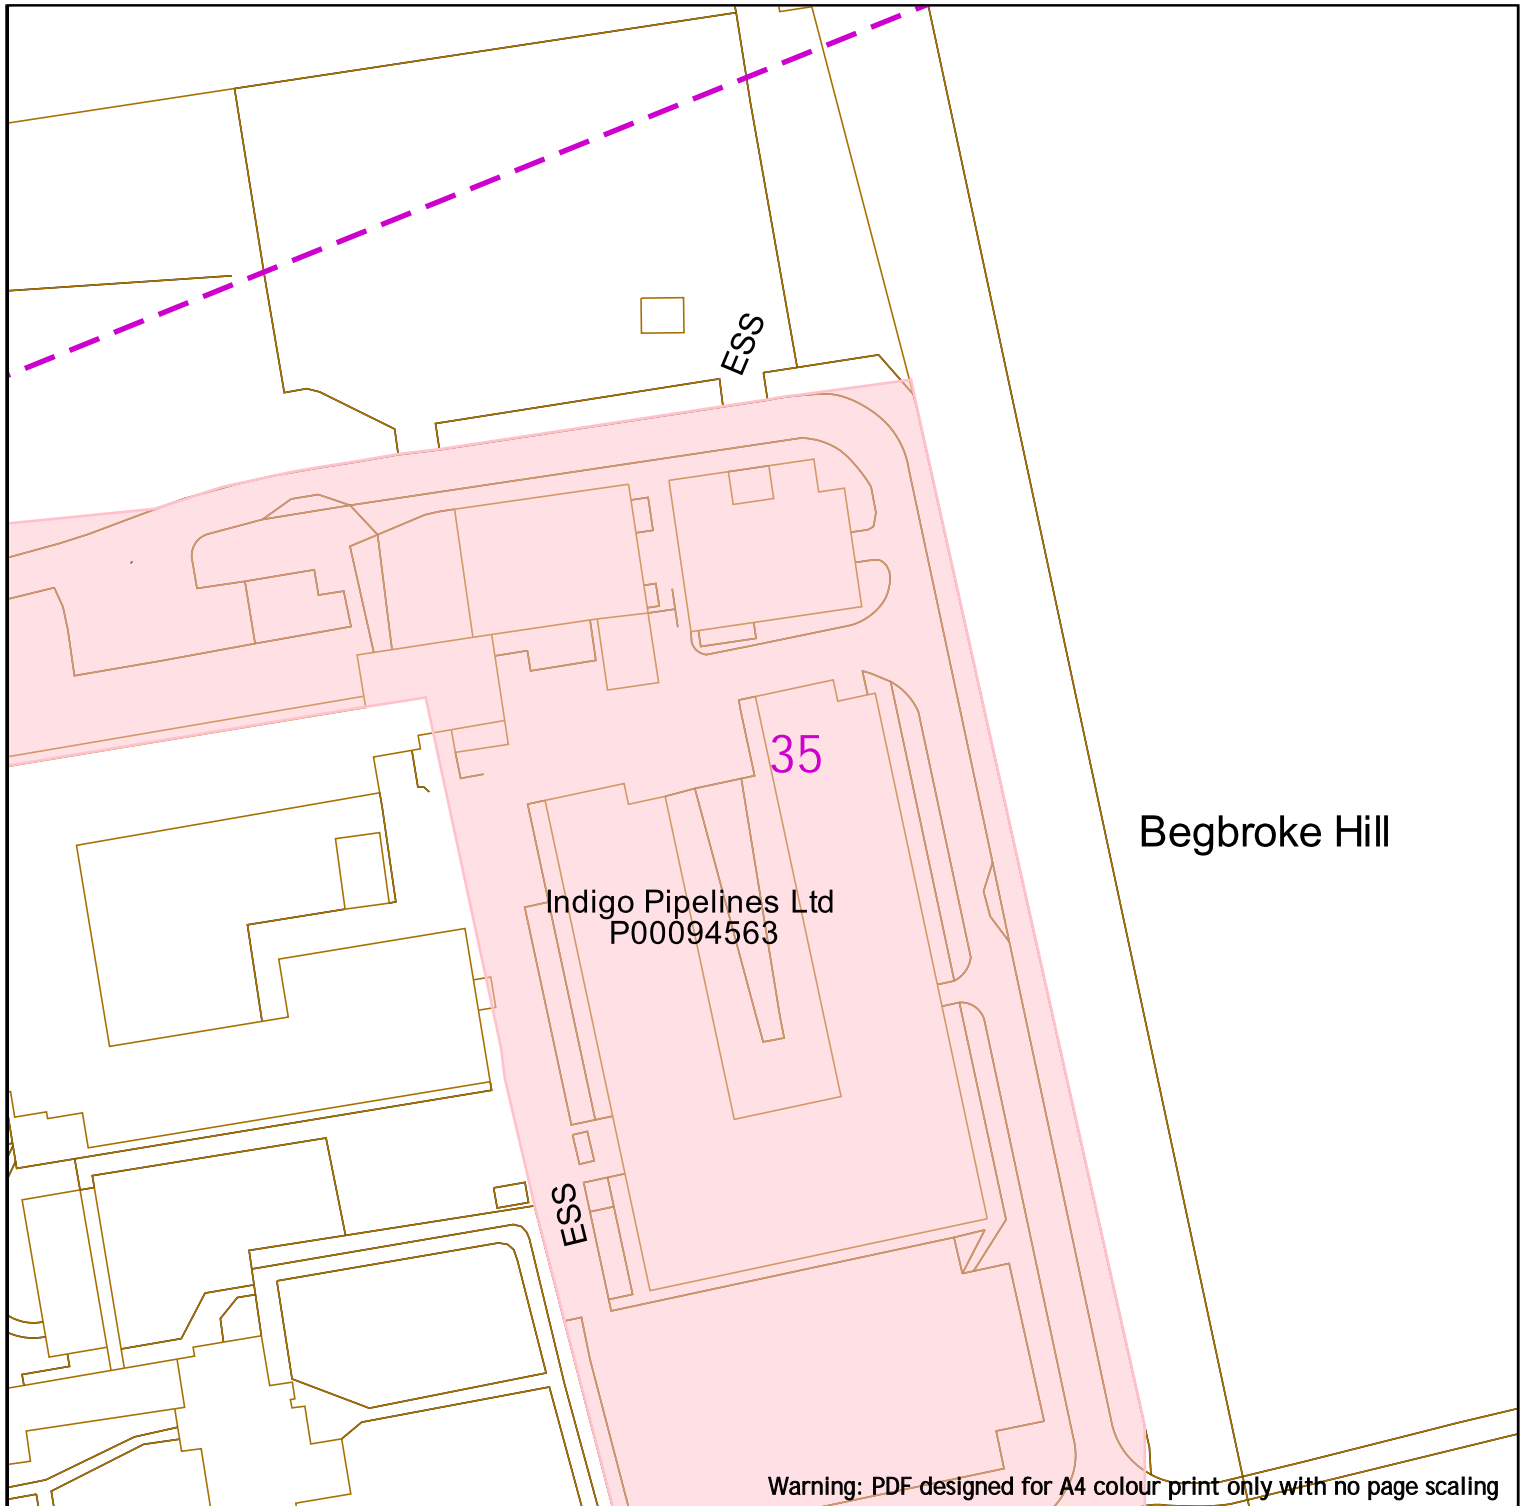 ESS
35
Begbroke Hill
Indigo Pipelines Ltd
P00094563
ESS
Warning: PDF designed for A4 colour print only with no page scaling